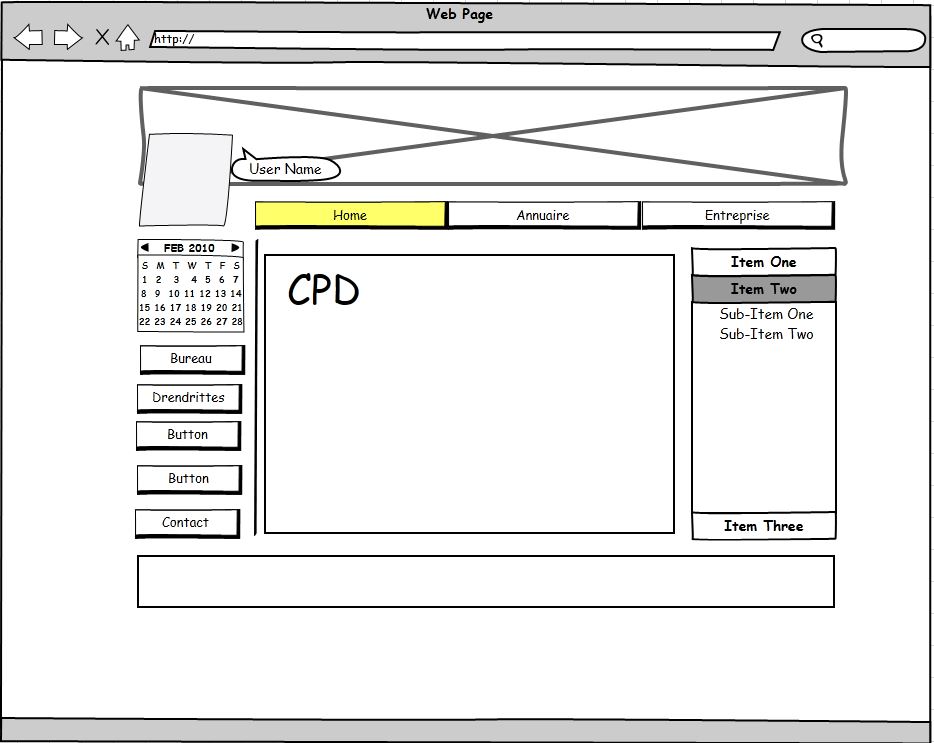 Web Page
http://
User Name
Home Annuaire Entreprise
FEB 2010
S M T W T F S
1 2 3 4 5 6 7
8 9 10 11 12 13 14
15 16 17 18 19 20 21
22 23 24 25 26 27 28
Bureau
Drendrittes
Button
Button
Contact
CPD
Item One
Item Two
Sub-Item One
Sub-Item Two
Item Three